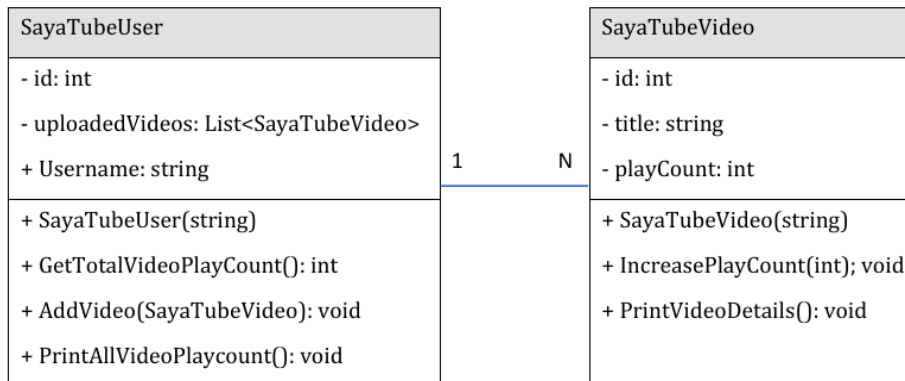 SayaTubeUser
- id: int
- uploadedVideos: List<SayaTubeVideo>
+ Username: string
+ SayaTubeUser(string)
+ GetTotalVideoPlayCount(): int
+ AddVideo(SayaTubeVideo): void
+ PrintAllVideoPlaycount(): void
1 N
SayaTubeVideo
- id: int
- title: string
- playCount: int
+ SayaTubeVideo(string)
+ IncreasePlayCount(int); void
+ PrintVideoDetails(): void